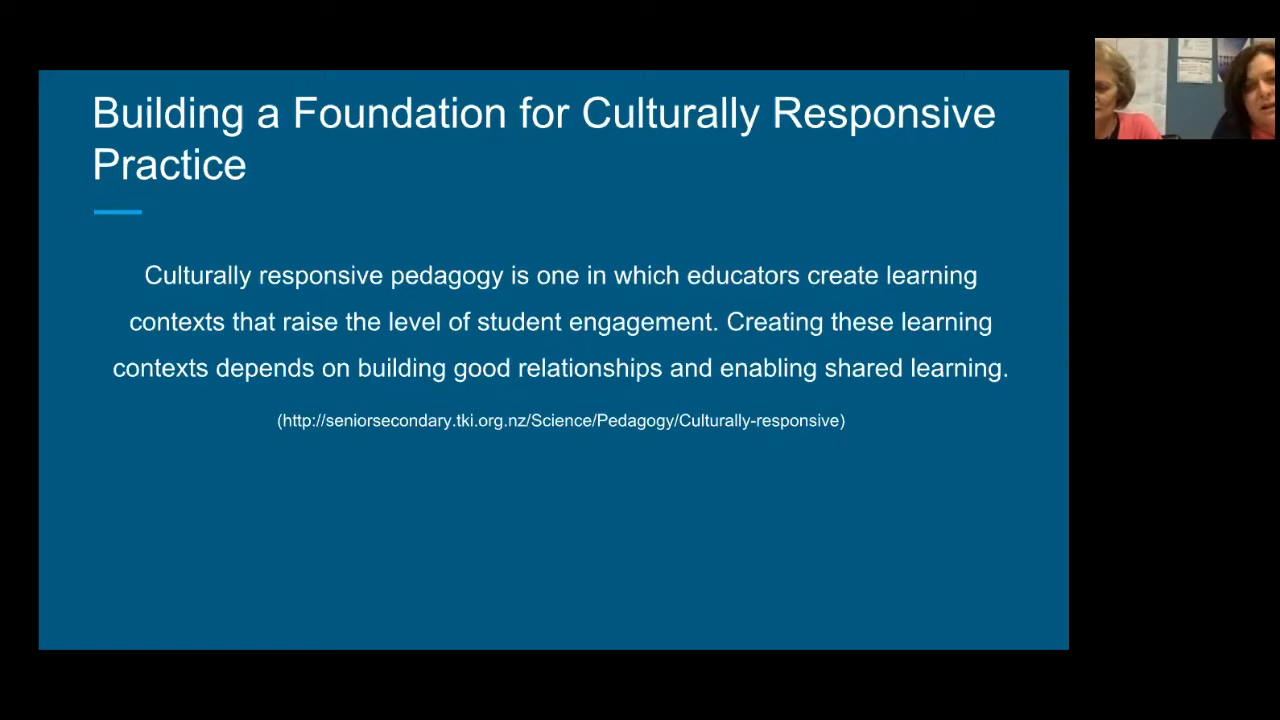 Building a Foundation for Culturally Responsive
Practice
Culturally responsive pedagogy is one in which educators create learning
contexts that raise the level of student engagement. Creating these learning
contexts depends on building good relationships and enabling shared learning.
(http://seniorsecondary.tki.org.nz/Science/Pedagogy/Culturally-responsive)